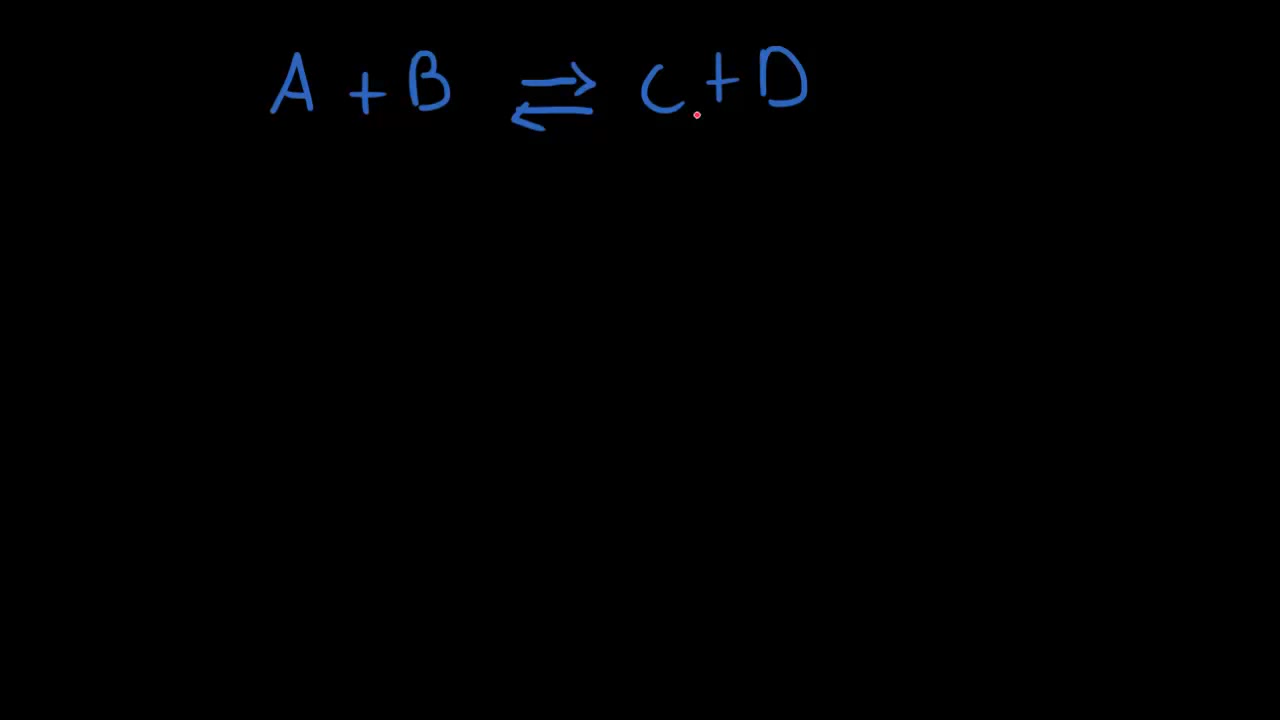 A + B ⇌ C + D